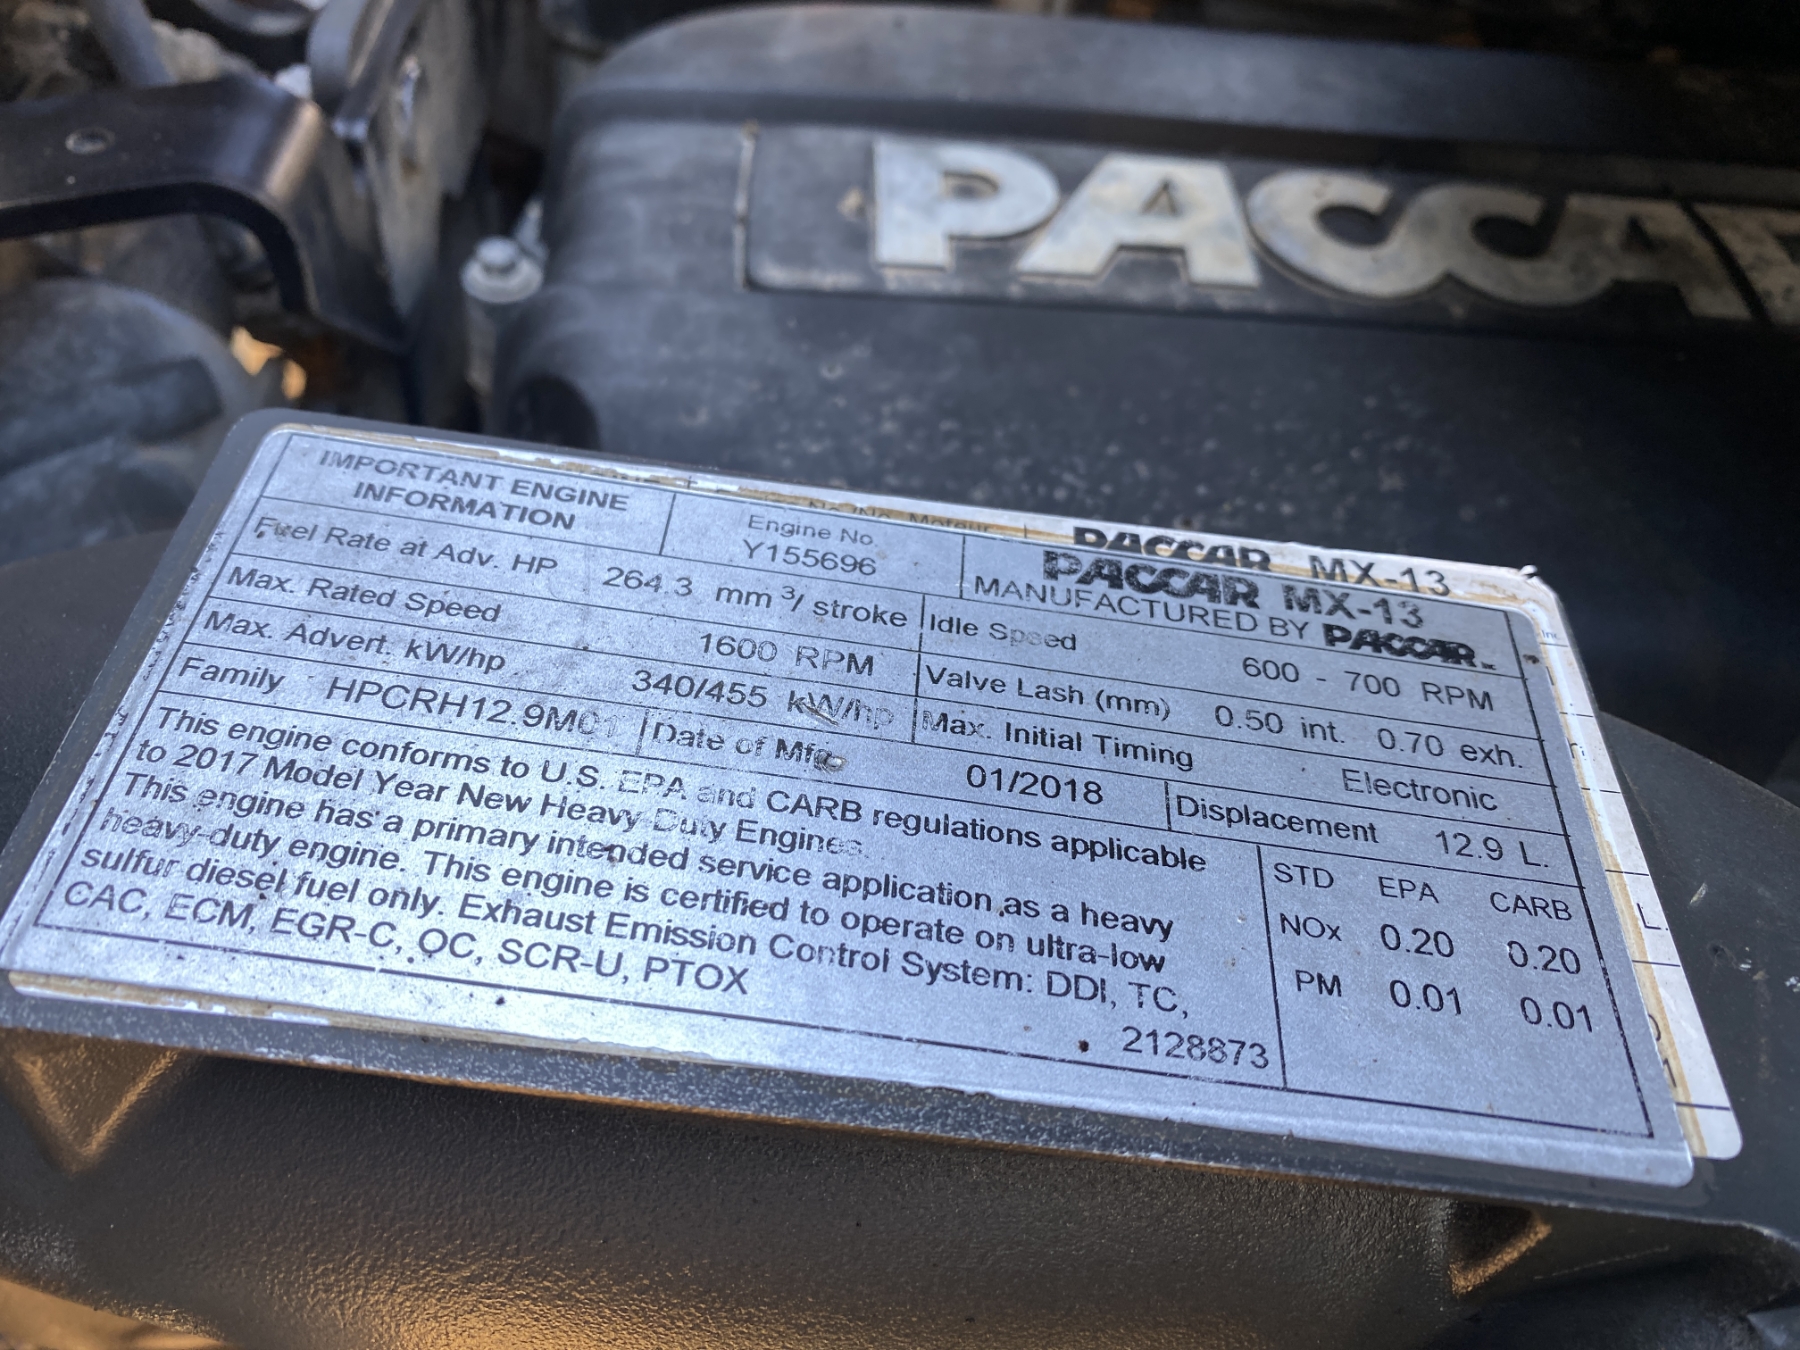 PACCAR
No./No. Moteur
PACCAR MX-13
IMPORTANT ENGINE
INFORMATION
Engine No.
Y155696
PACCAR MX-13
MANUFACTURED BY PACCAR
Fuel Rate at Adv. HP 264.3 mm³/ stroke
Idle Speed 600 - 700 RPM
Max. Rated Speed 1600 RPM
Valve Lash (mm) 0.50 int. 0.70 exh.
Max. Advert. kW/hp 340/455 kW/hp
Max. Initial Timing Electronic
Family HPCRH12.9M01
Date of Mfg. 01/2018
Displacement 12.9 L.
This engine conforms to U.S. EPA and CARB regulations applicable
to 2017 Model Year New Heavy Duty Engines.
This engine has a primary intended service application as a heavy
heavy-duty engine. This engine is certified to operate on ultra-low
sulfur diesel fuel only. Exhaust Emission Control System: DDI, TC,
CAC, ECM, EGR-C, OC, SCR-U, PTOX
2128873
STD EPA CARB
NOx 0.20 0.20
PM 0.01 0.01
L.